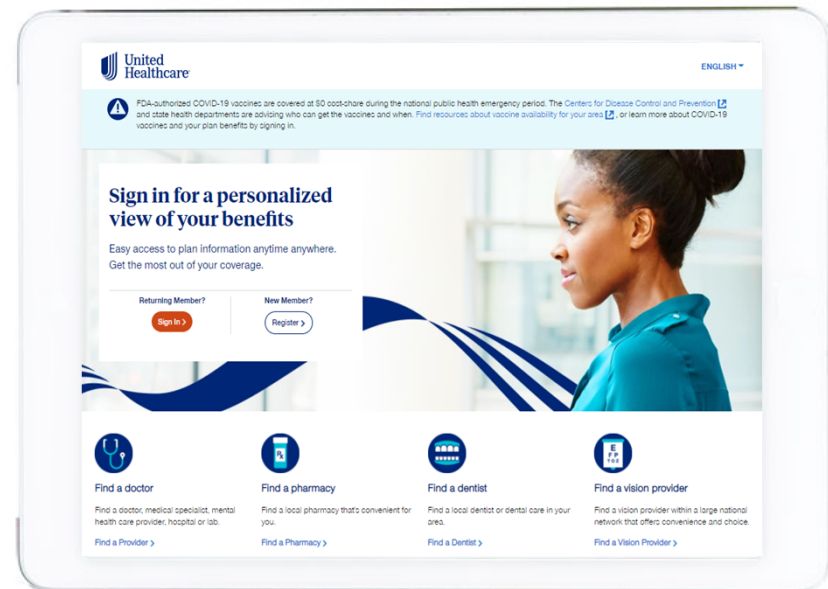 United
Healthcare
ENGLISH
FDA-authorized COVID-19 vaccines are covered at $0 cost-share during the national public health emergency period. The Centers for Disease Control and Prevention
and state health departments are advising who can get the vaccines and when. Find resources about vaccine availability for your area , or learn more about COVID-19
vaccines and your plan benefits by signing in.
Sign in for a personalized
view of your benefits
Easy access to plan information anytime anywhere.
Get the most out of your coverage.
Returning Member?
New Member?
Sign In >
Register >
Rx
E
F P
T O Z
Find a doctor
Find a pharmacy
Find a dentist
Find a vision provider
Find a doctor, medical specialist, mental
health care provider, hospital or lab.
Find a local pharmacy that's convenient for
you.
Find a local dentist or dental care in your
area.
Find a vision provider within a large national
network that offers convenience and choice.
Find a Provider >
Find a Pharmacy >
Find a Dentist >
Find a Vision Provider >